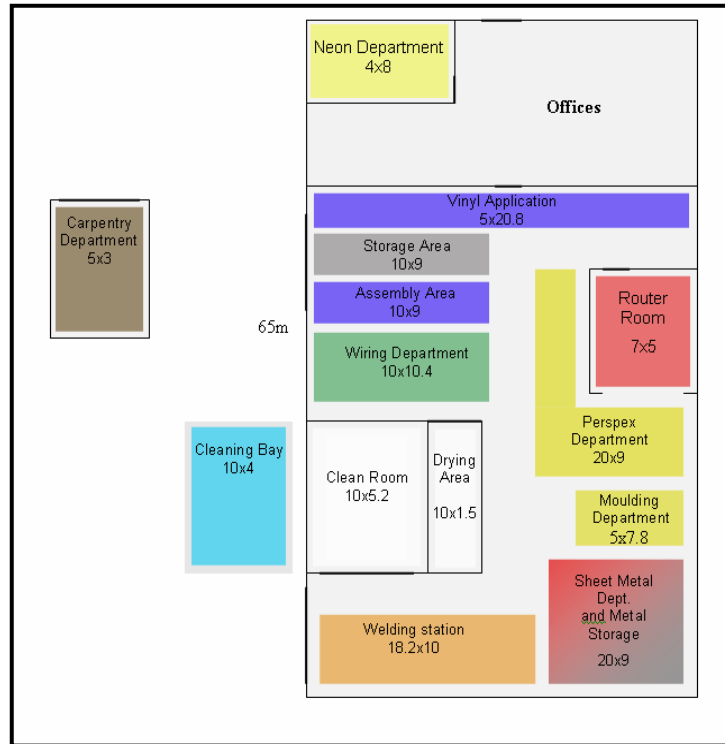 Neon Department
4x8
Offices
Vinyl Application
5x20.8
Carpentry
Department
5x3
Storage Area
10x9
Assembly Area
10x9
65m
Router
Room
7x5
Wiring Department
10x10.4
Perspex
Department
20x9
Cleaning Bay
10x4
Clean Room
10x5.2
Drying
Area
10x1.5
Moulding
Department
5x7.8
Sheet Metal
Dept.
and Metal
Storage
20x9
Welding station
18.2x10